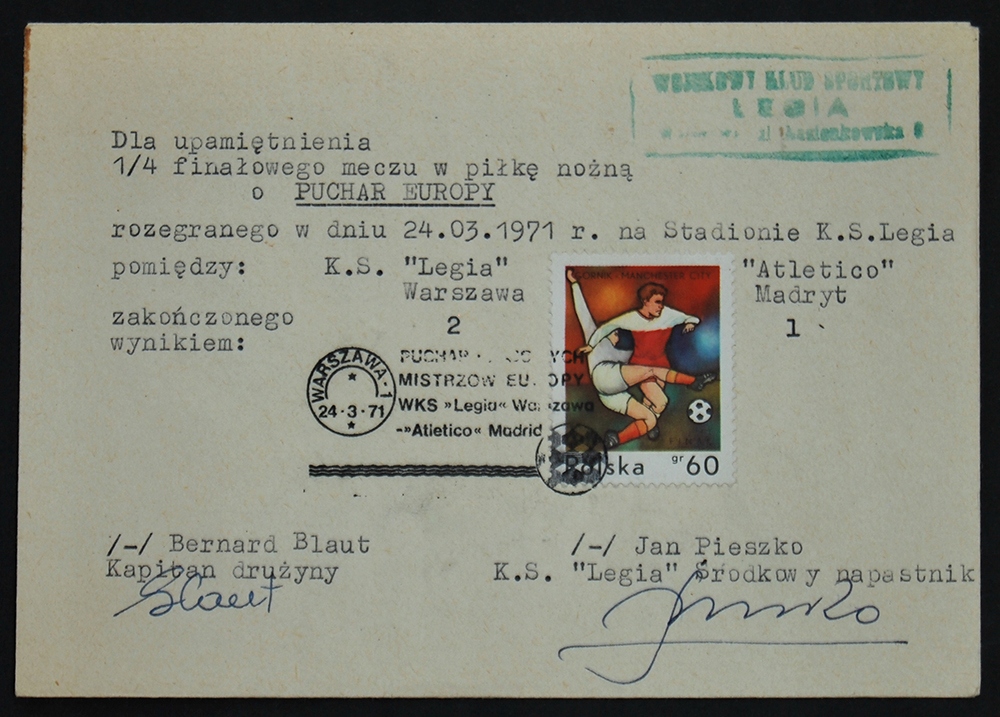 WOJSKOWY KLUB SPORTOWY
LEGIA
Łazienkowska
Dla upamiętnienia
1/4 finałowego meczu w piłkę nożną
o PUCHAR EUROPY
rozegranego w dniu 24.03.1971 r. na Stadionie K.S.Legia
pomiędzy: K.S. "Legia" "Atletico"
Warszawa Madryt
zakończonego
wynikiem: 2 1
GÓRNIK - MANCHESTER CITY
Polska gr 60
WARSZAWA 1
24·3·71
PUCHAR
MISTRZÓW EUROPY
WKS »Legia« Warszawa
-»Atletico« Madrid
/-/ Bernard Blaut
Kapitan drużyny
Blaut
/-/ Jan Pieszko
K.S. "Legia" Środkowy napastnik